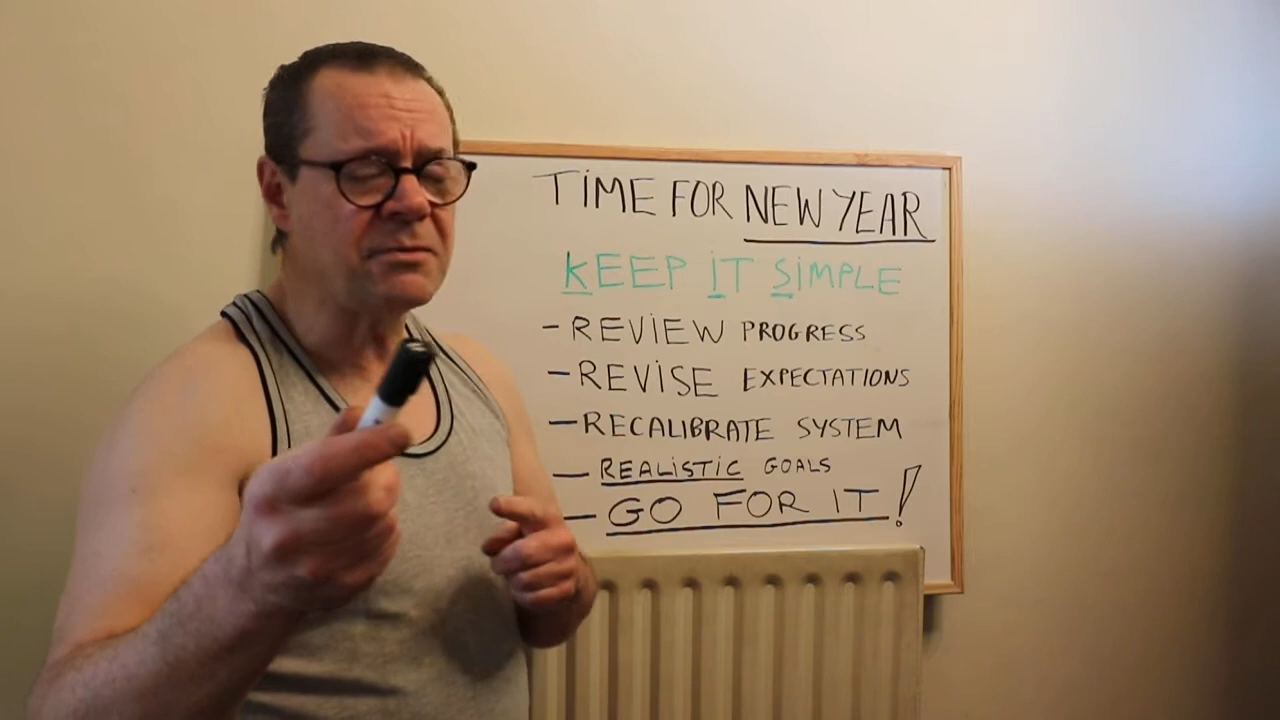 TIME FOR NEW YEAR
KEEP IT SIMPLE
- REVIEW PROGRESS
- REVISE EXPECTATIONS
- RECALIBRATE SYSTEM
- REALISTIC GOALS
- GO FOR IT!